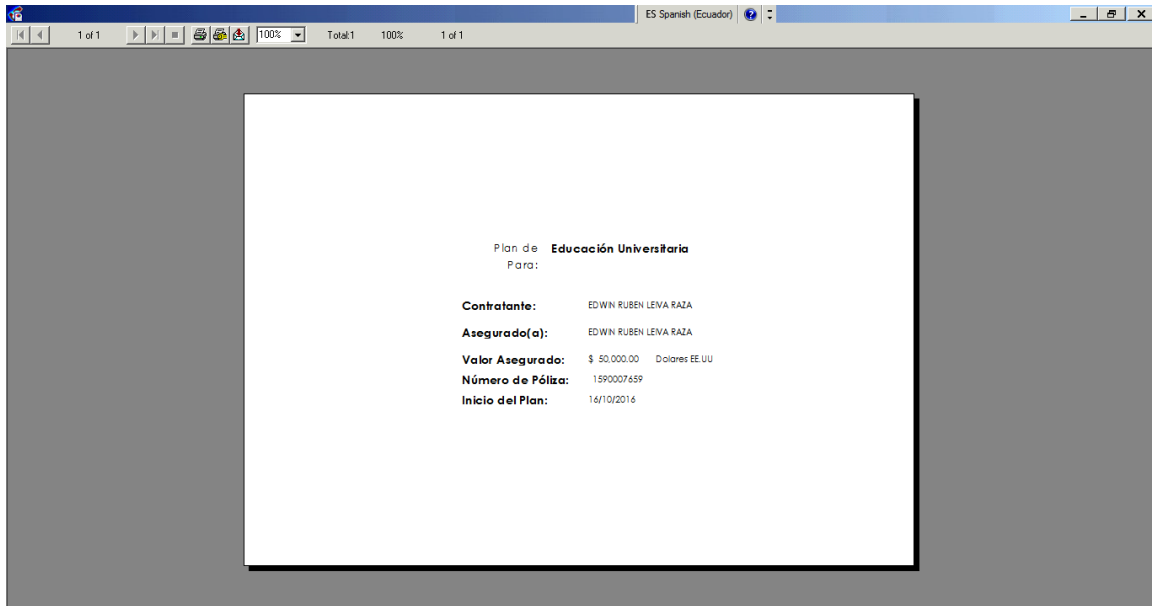 ES Spanish (Ecuador)
1 of 1 100% Total:1 100% 1 of 1
Plan de Educación Universitaria
Para:
Contratante: EDWIN RUBEN LEIVA RAZA
Asegurado(a): EDWIN RUBEN LEIVA RAZA
Valor Asegurado: $ 50,000.00 Dolares EE.UU
Número de Póliza: 1590007659
Inicio del Plan: 16/10/2016